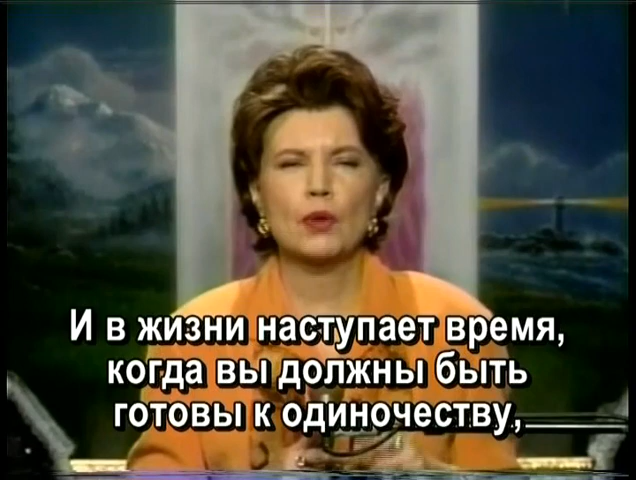 И в жизни наступает время,
когда вы должны быть
готовы к одиночеству,